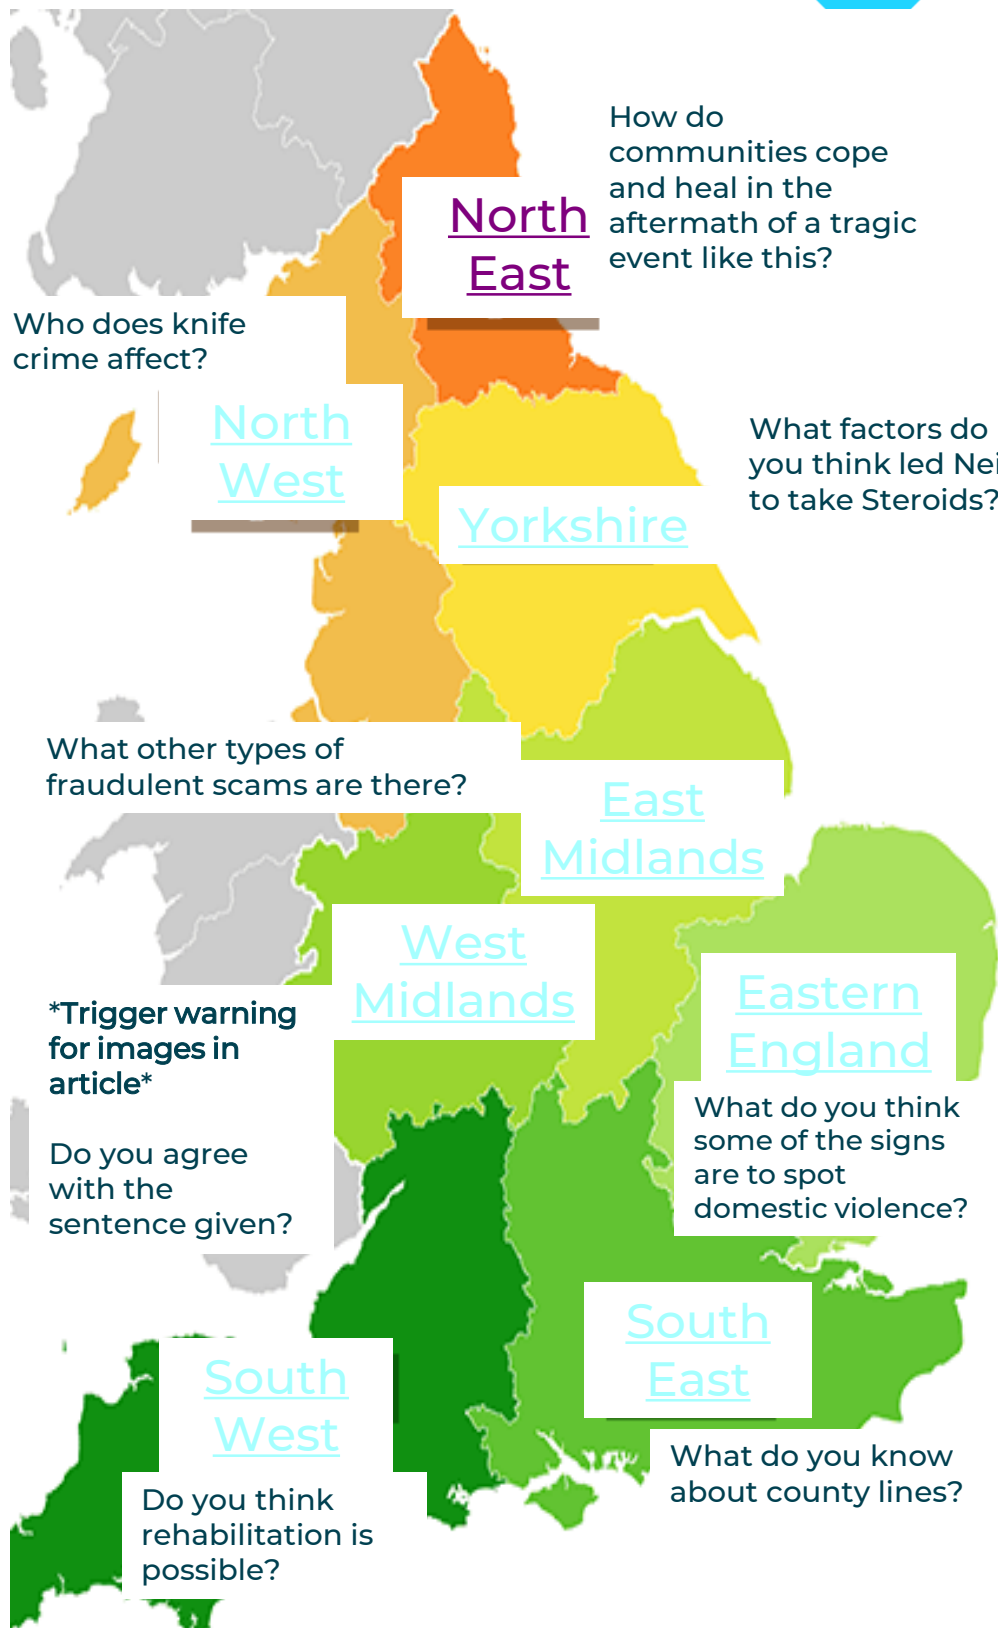 How do
communities cope
and heal in the
aftermath of a tragic
event like this?
North
East
Who does knife
crime affect?
North
West
What factors do
you think led Nei
to take Steroids?
Yorkshire
What other types of
fraudulent scams are there?
East
Midlands
West
Midlands
Eastern
England
*Trigger warning
for images in
article*
Do you agree
with the
sentence given?
What do you think
some of the signs
are to spot
domestic violence?
South
East
South
West
What do you know
about county lines?
Do you think
rehabilitation is
possible?